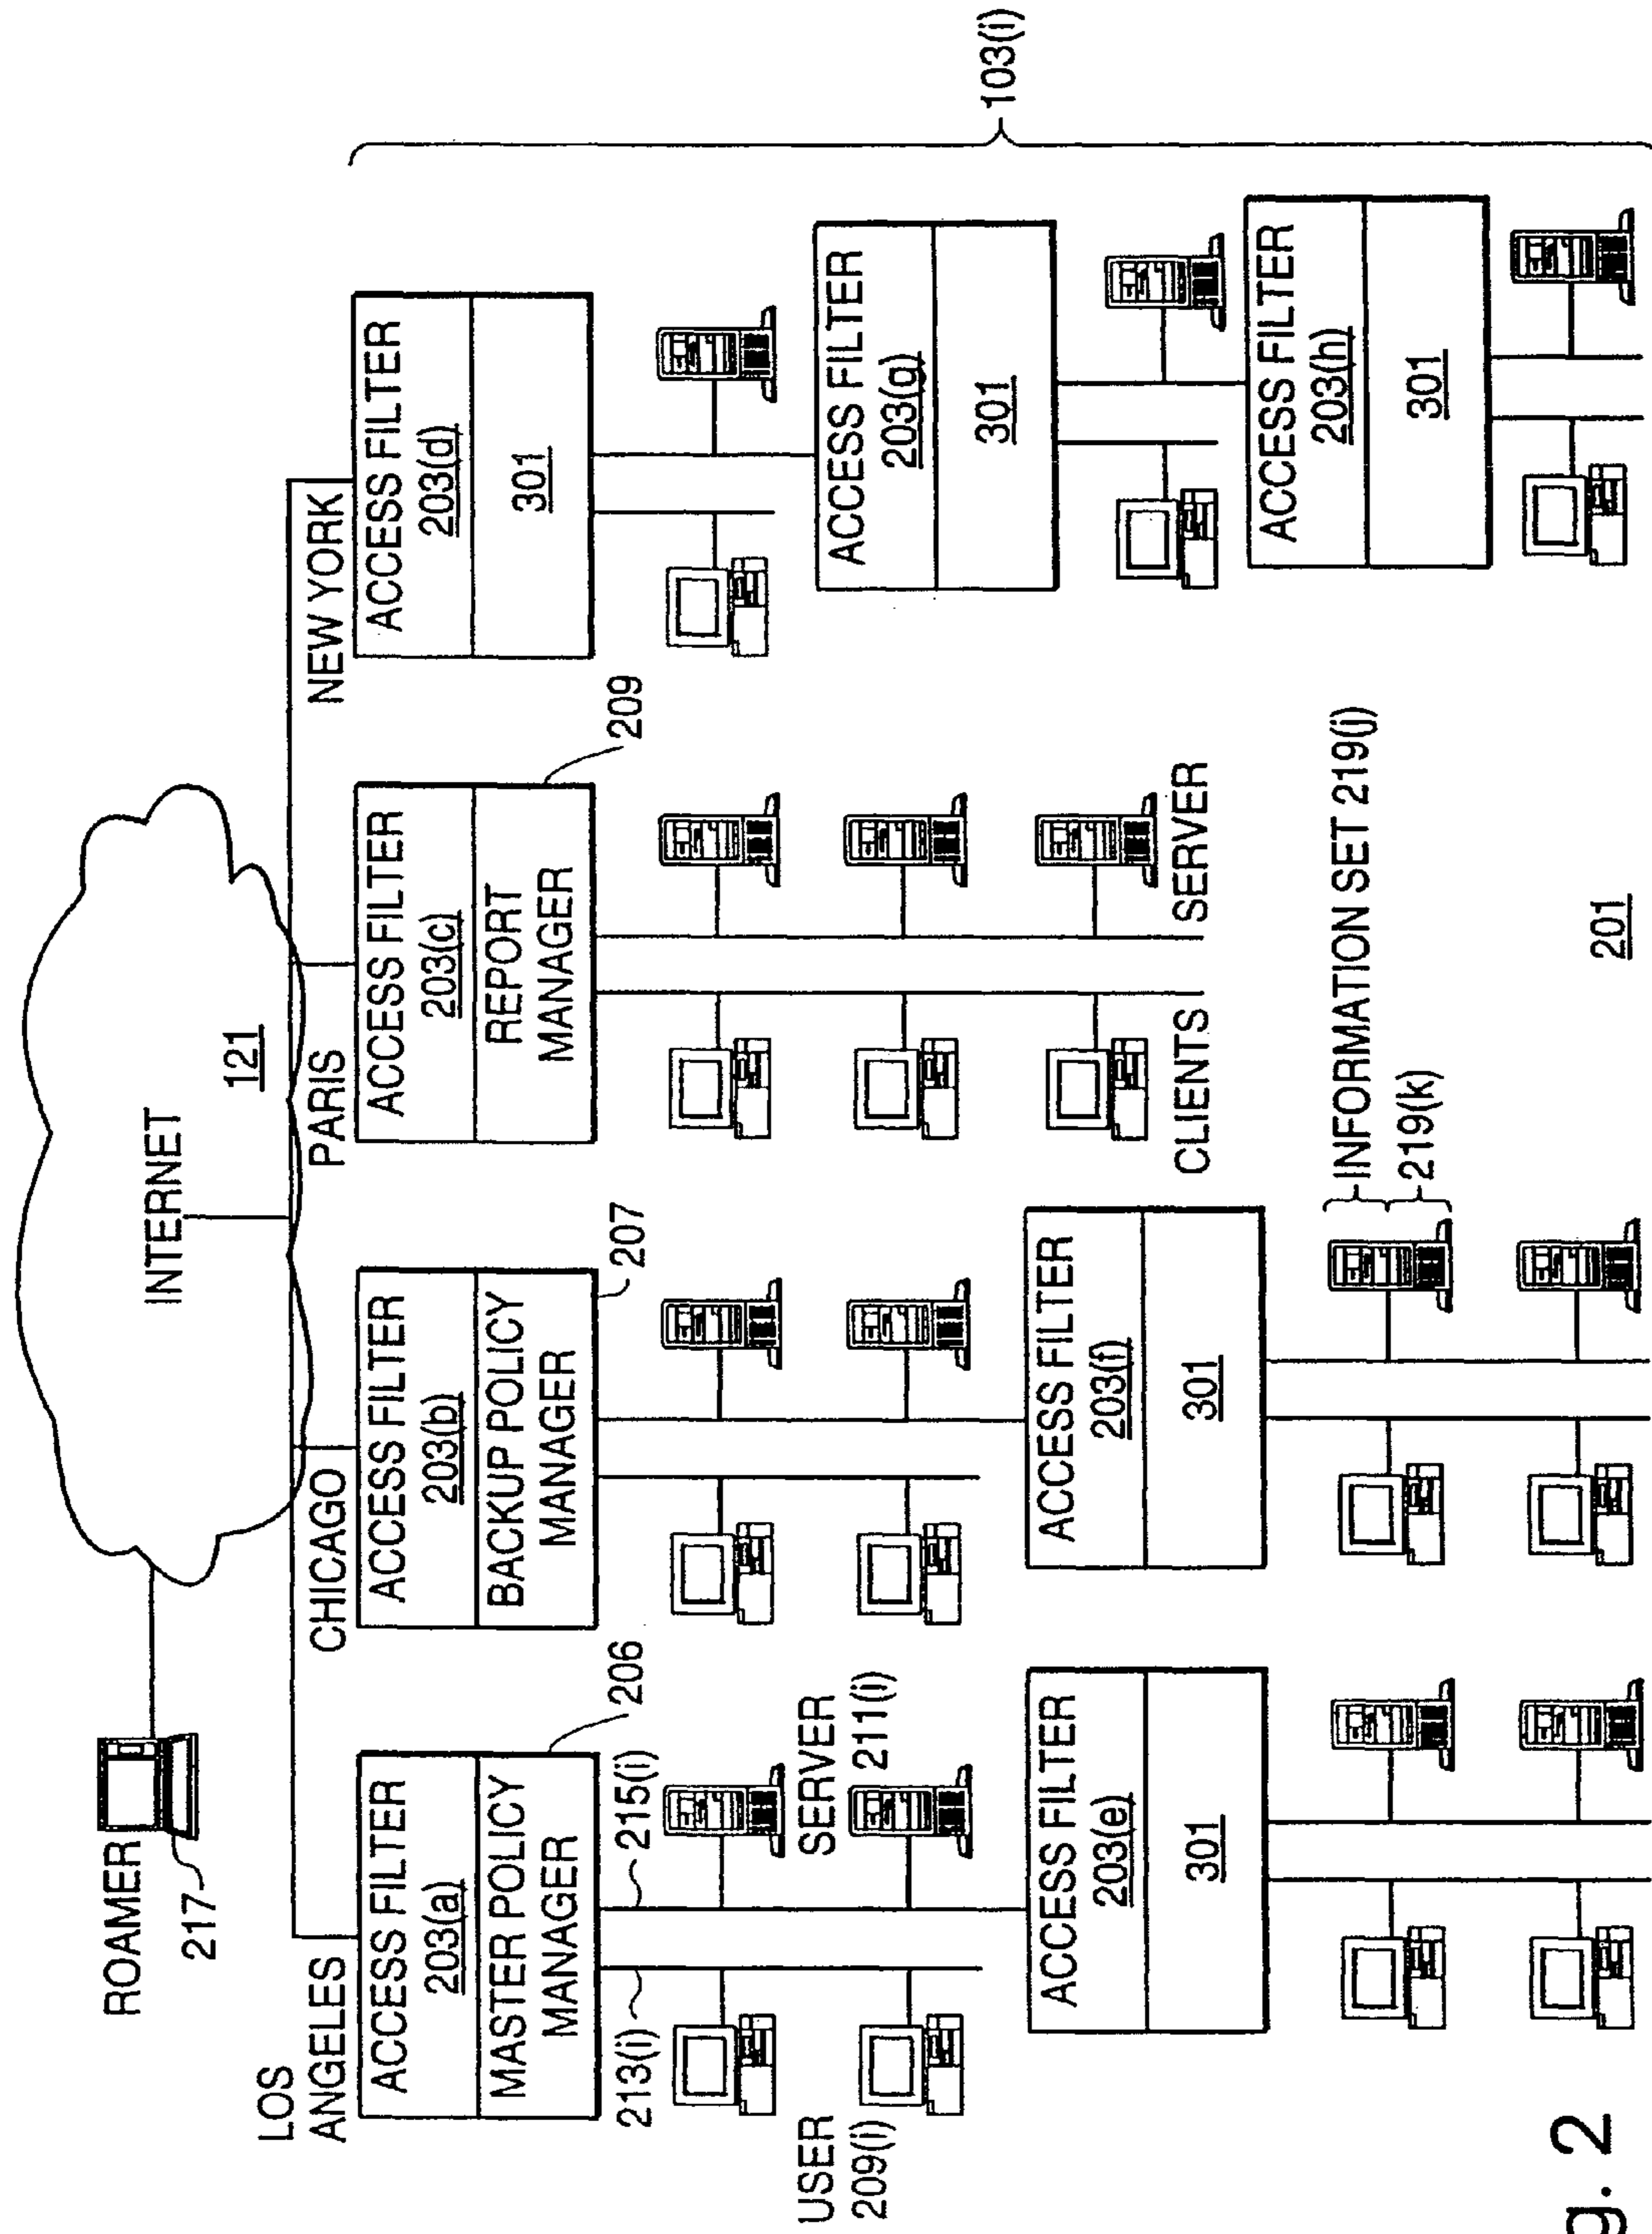 ROAMER
217
INTERNET
121
LOS
ANGELES
CHICAGO
PARIS
NEW YORK
ACCESS FILTER
203(a)
MASTER POLICY
MANAGER
206
ACCESS FILTER
203(b)
BACKUP POLICY
MANAGER
207
ACCESS FILTER
203(c)
REPORT
MANAGER
209
ACCESS FILTER
203(d)
301
103(i)
213(i)
215(i)
USER
209(i)
SERVER
211(i)
ACCESS FILTER
203(g)
301
ACCESS FILTER
203(e)
301
ACCESS FILTER
203(f)
301
CLIENTS
SERVER
ACCESS FILTER
203(h)
301
INFORMATION SET 219(j)
219(k)
201
g. 2